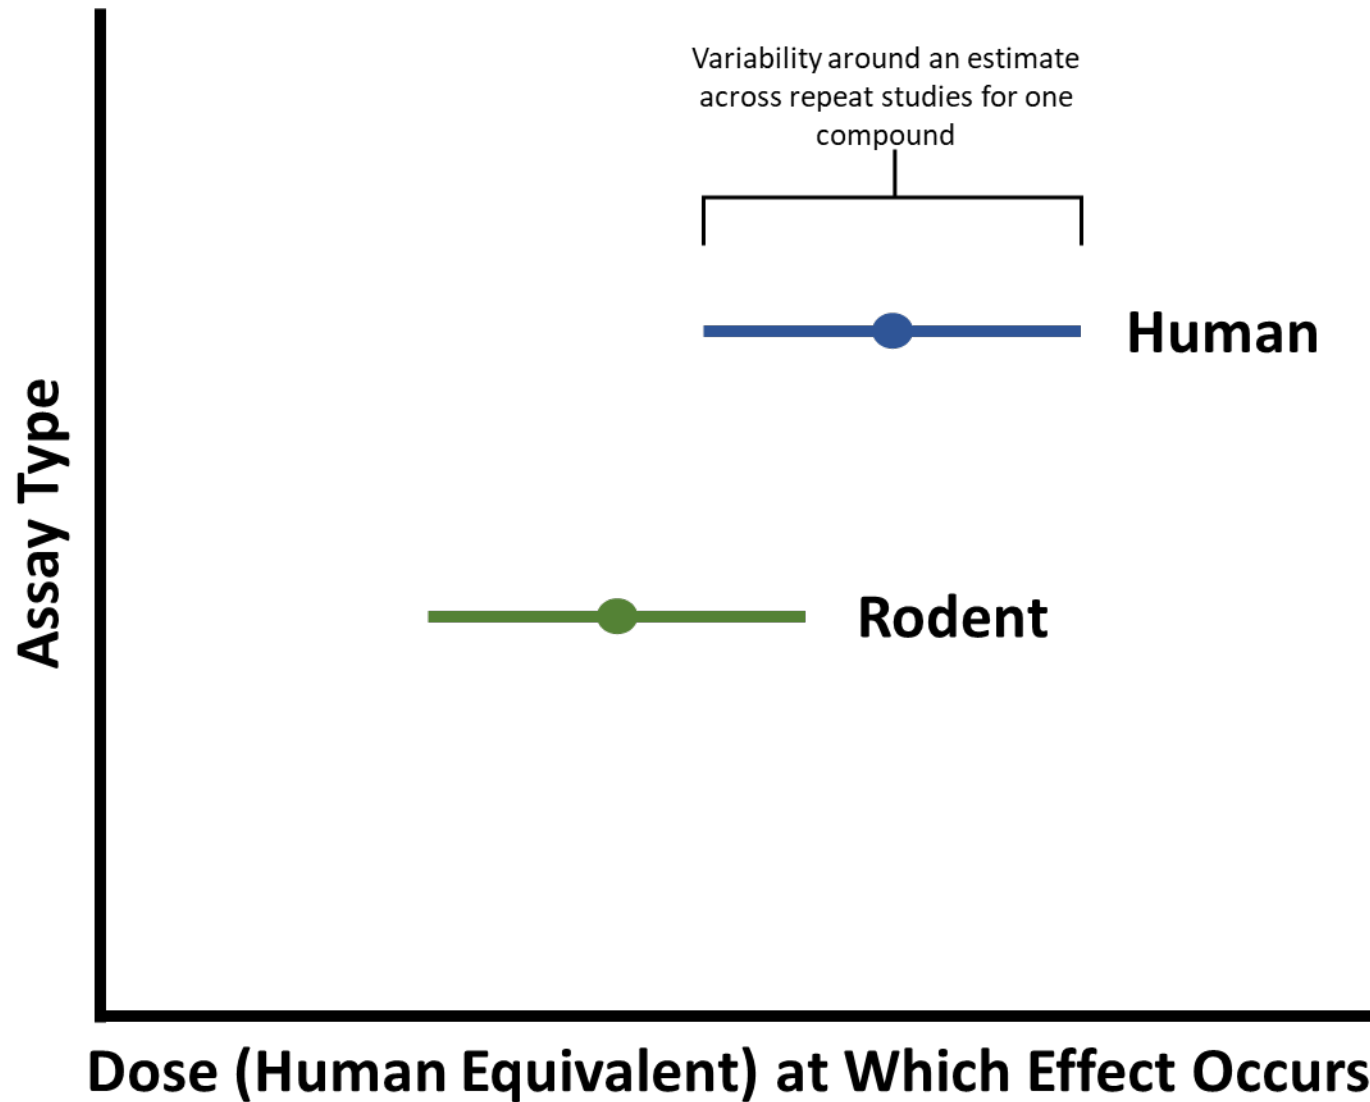 Variability around an estimate
across repeat studies for one
compound
Human
Assay Type
Rodent
Dose (Human Equivalent) at Which Effect Occurs